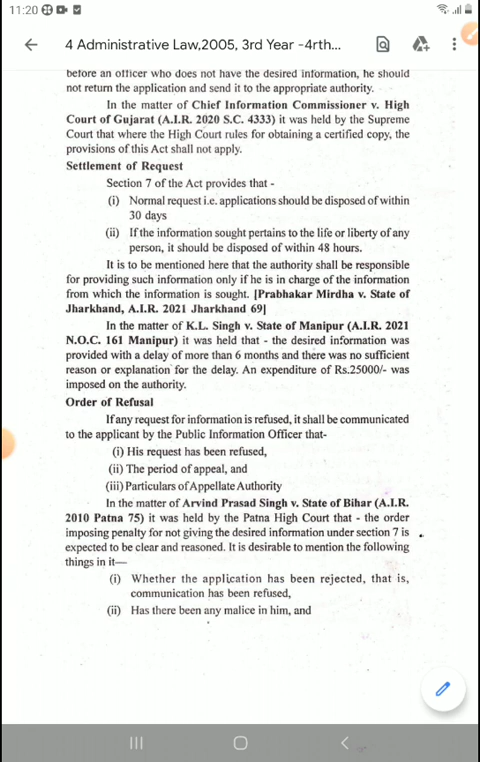 11:20
4 Administrative Law,2005, 3rd Year -4rth...
before an officer who does not have the desired information, he should
not return the application and send it to the appropriate authority.
In the matter of Chief Information Commissioner v. High
Court of Gujarat (A.I.R. 2020 S.C. 4333) it was held by the Supreme
Court that where the High Court rules for obtaining a certified copy, the
provisions of this Act shall not apply.
Settlement of Request
Section 7 of the Act provides that -
(i) Normal request i.e. applications should be disposed of within
30 days
(ii) If the information sought pertains to the life or liberty of any
person, it should be disposed of within 48 hours.
It is to be mentioned here that the authority shall be responsible
for providing such information only if he is in charge of the information
from which the information is sought. [Prabhakar Mirdha v. State of
Jharkhand, A.I.R. 2021 Jharkhand 69]
In the matter of K.L. Singh v. State of Manipur (A.I.R. 2021
N.O.C. 161 Manipur) it was held that - the desired information was
provided with a delay of more than 6 months and there was no sufficient
reason or explanation for the delay. An expenditure of Rs.25000/- was
imposed on the authority.
Order of Refusal
If any request for information is refused, it shall be communicated
to the applicant by the Public Information Officer that-
(i) His request has been refused,
(ii) The period of appeal, and
(iii) Particulars of Appellate Authority
In the matter of Arvind Prasad Singh v. State of Bihar (A.I.R.
2010 Patna 75) it was held by the Patna High Court that - the order
imposing penalty for not giving the desired information under section 7 is
expected to be clear and reasoned. It is desirable to mention the following
things in it—
(i) Whether the application has been rejected, that is,
communication has been refused,
(ii) Has there been any malice in him, and